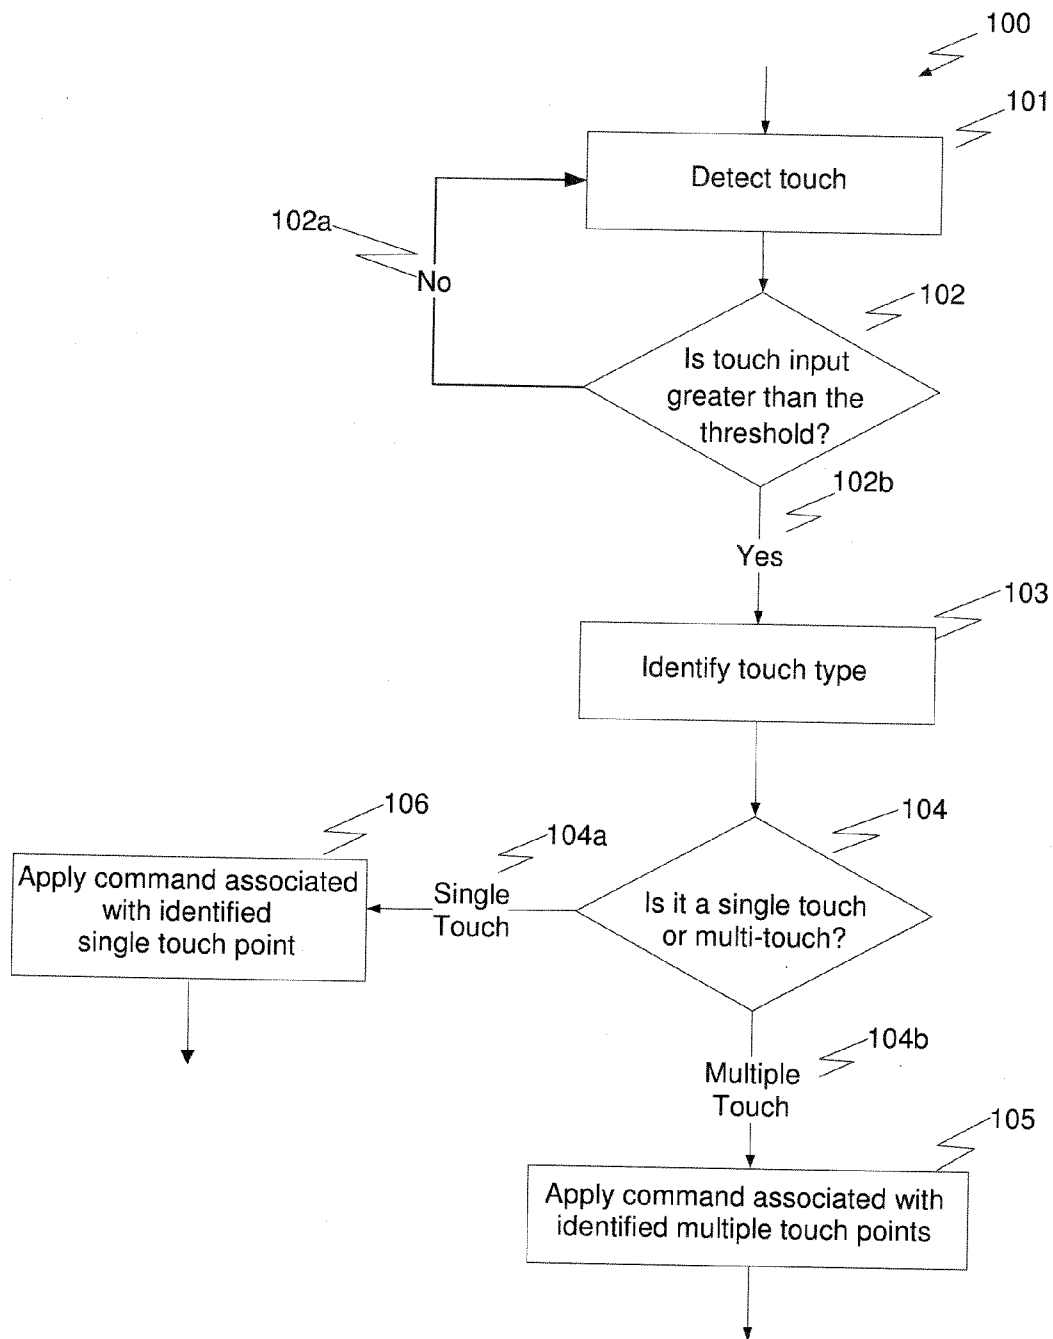 100
101
Detect touch
102a
No
102
Is touch input
greater than the
threshold?
102b
Yes
103
Identify touch type
106
104a
104
Apply command associated
with identified
single touch point
Single
Touch
Is it a single touch
or multi-touch?
104b
Multiple
Touch
105
Apply command associated with
identified multiple touch points